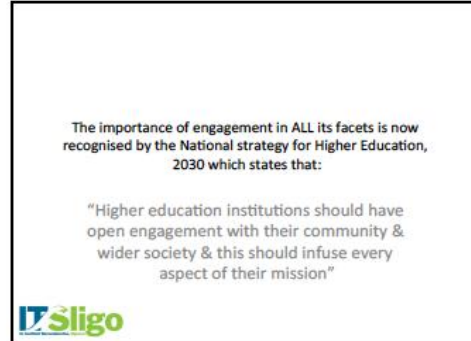 The importance of engagement in ALL its facets is now
recognised by the National strategy for Higher Education,
2030 which states that:
“Higher education institutions should have
open engagement with their community &
wider society & this should infuse every
aspect of their mission”
IT Sligo